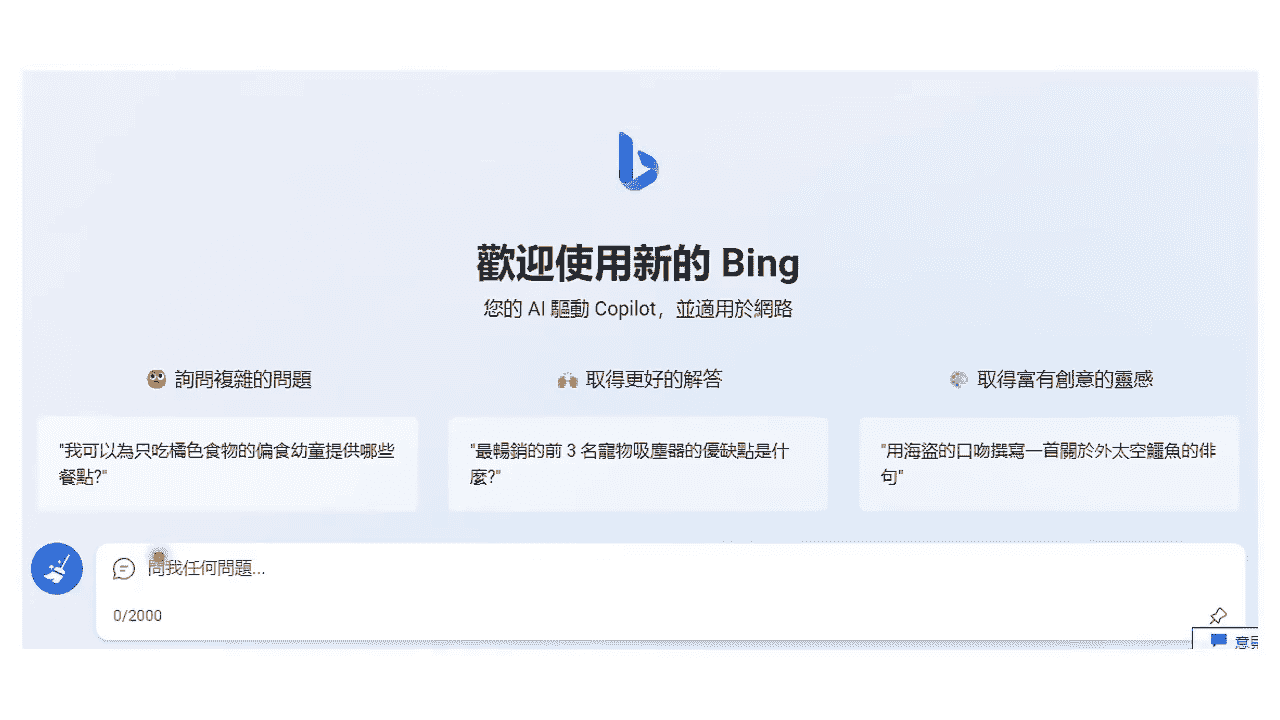 歡迎使用新的 Bing
您的 AI 驅動 Copilot，並適用於網路
詢問複雜的問題
取得更好的解答
取得富有創意的靈感
"我可以為只吃橘色食物的偏食幼童提供哪些
餐點?"
"最暢銷的前 3 名寵物吸塵器的優缺點是什
麼?"
"用海盜的口吻撰寫一首關於外太空鱷魚的俳
句"
問我任何問題...
0/2000
意見